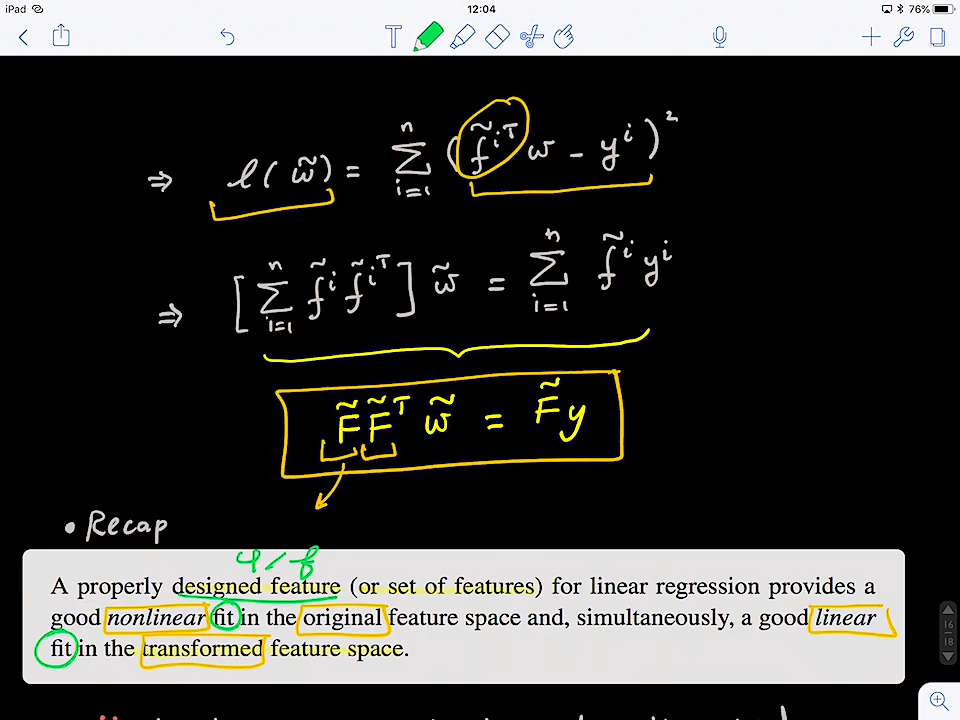 iPad 12:04 76%
T
⇒ l(w̃) = Σ_{i=1}^{n} (f̃^{iT} w − y^i)^2
⇒ [Σ_{i=1}^{n} f̃^i f̃^{iT}] w̃ = Σ_{i=1}^{n} f̃^i y^i
F̃ F̃^T w̃ = F̃ y
• Recap
A properly designed feature (or set of features) for linear regression provides a
good nonlinear fit in the original feature space and, simultaneously, a good linear
fit in the transformed feature space.
16
18